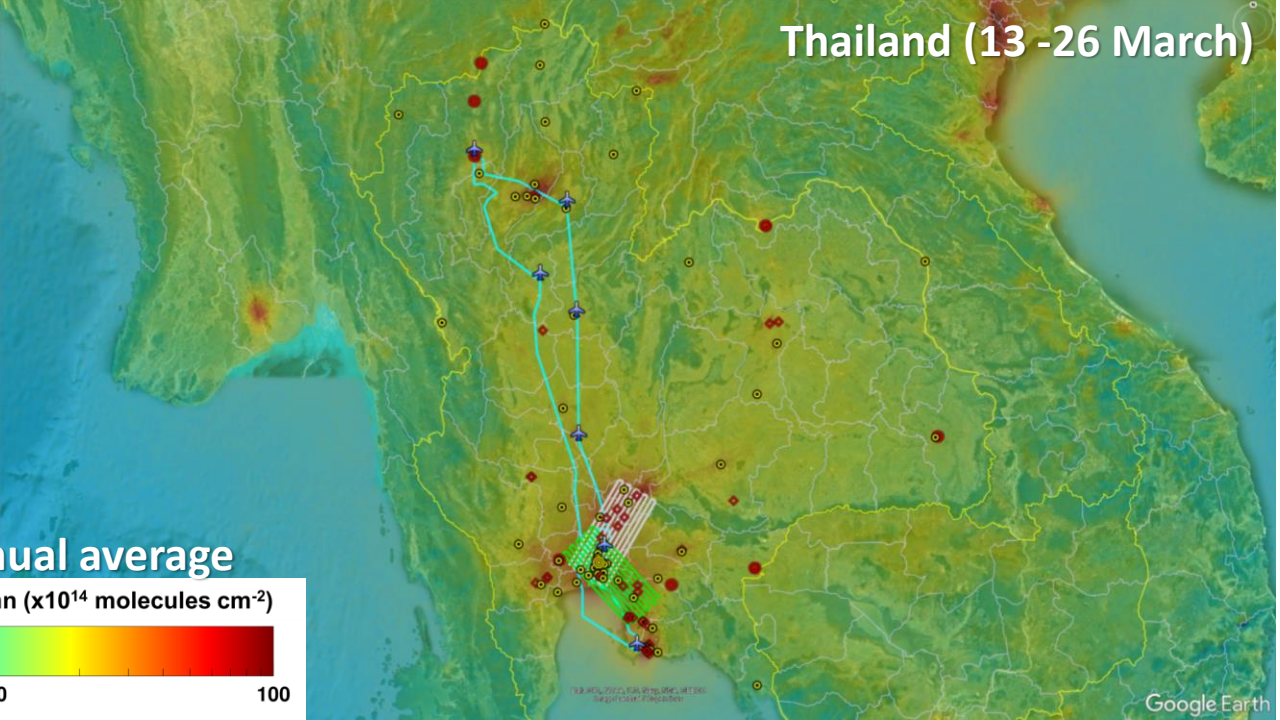 Thailand (13 -26 March)
nual average
n (x10¹⁴ molecules cm⁻²)
0
100
Google Earth